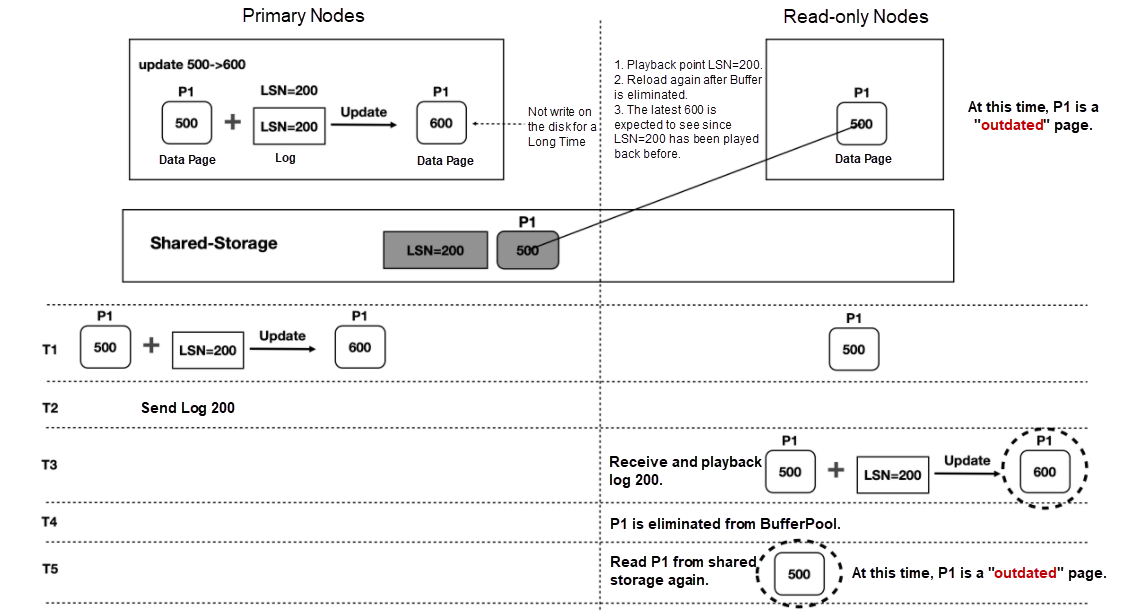 Primary Nodes
Read-only Nodes
update 500->600
P1
LSN=200
P1
500
+
LSN=200
Update
600
Data Page
Log
Data Page
Not write on
the disk for a
Long Time
1. Playback point LSN=200.
2. Reload again after Buffer
is eliminated.
3. The latest 600 is
expected to see since
LSN=200 has been played
back before.
P1
500
Data Page
At this time, P1 is a
"outdated" page.
Shared-Storage
LSN=200
P1
500
T1
P1
500
+
LSN=200
Update
P1
600
P1
500
T2
Send Log 200
T3
Receive and playback
log 200.
P1
500
+
LSN=200
Update
P1
600
T4
P1 is eliminated from BufferPool.
T5
Read P1 from shared
storage again.
500
At this time, P1 is a "outdated" page.